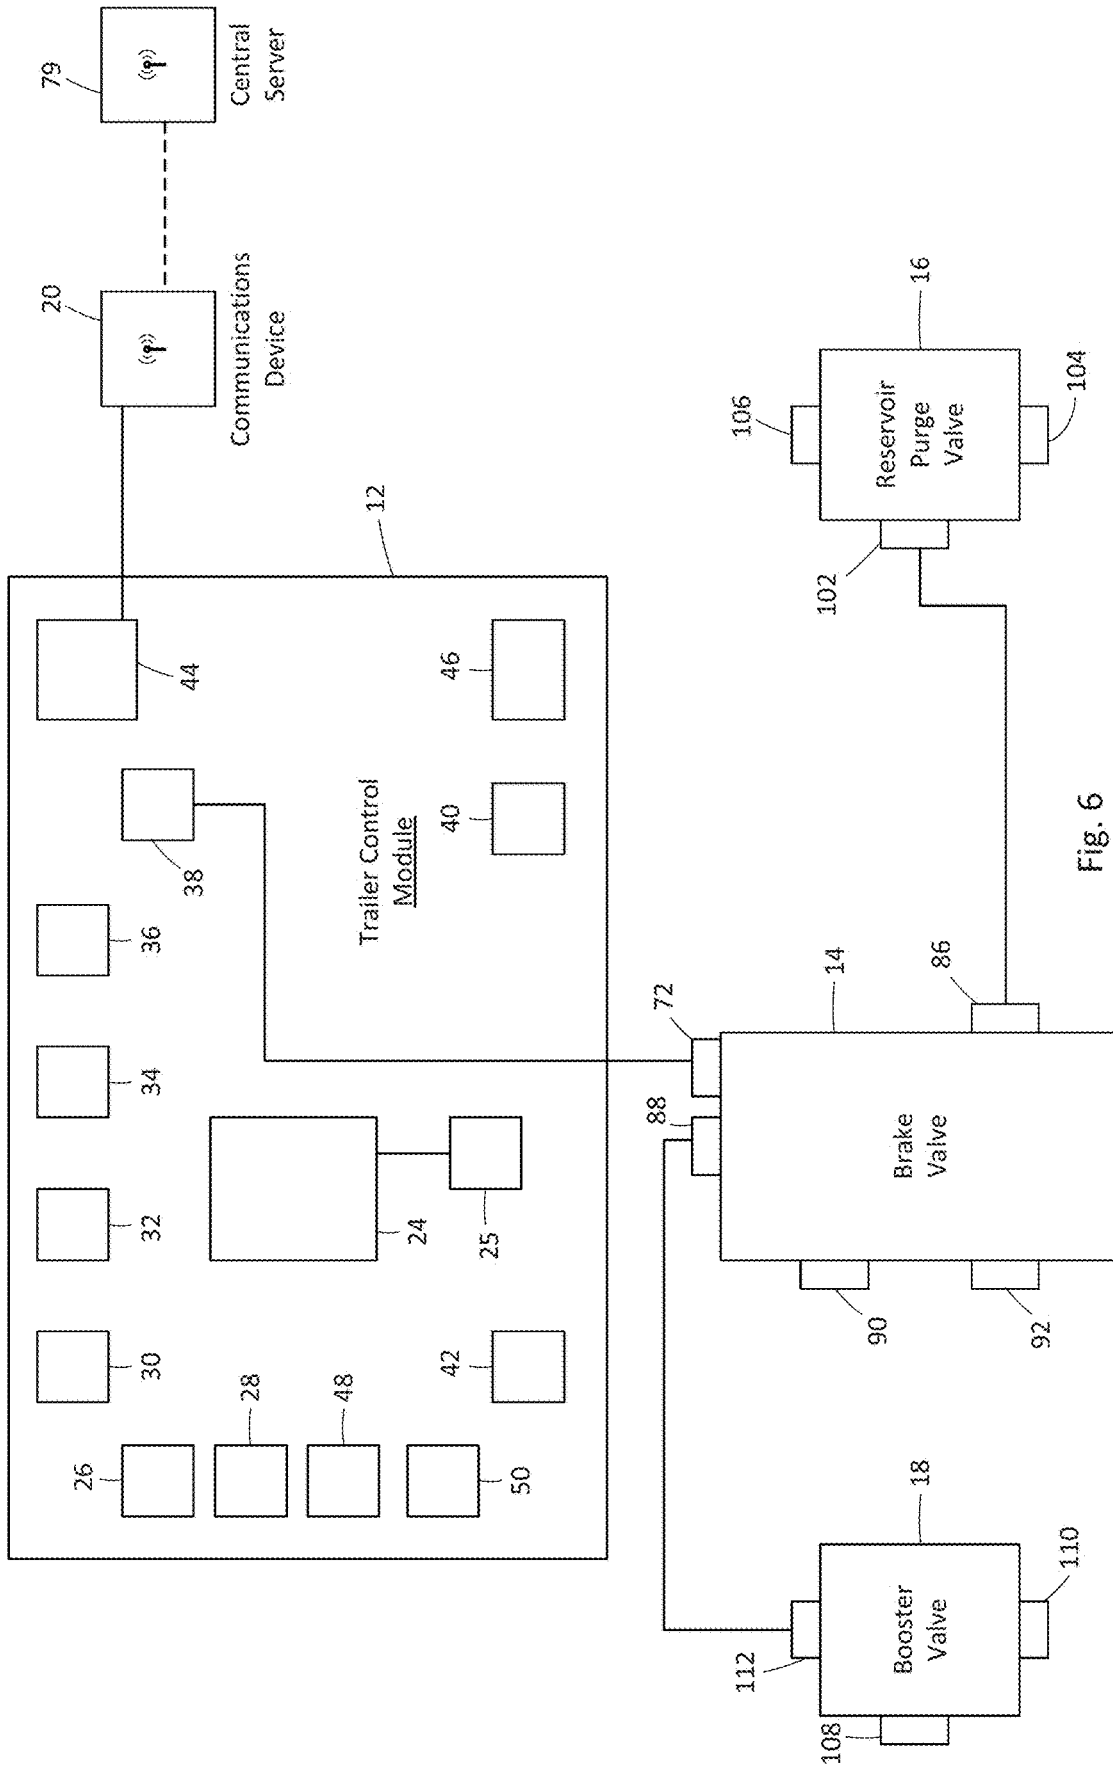 79
20
26
30
32
34
36
38
44
Communications
Device
Central
Server
28
48
Trailer Control
Module
12
24
42
40
46
25
50
88
72
112
106
108
14
102
16
90
Booster
Valve
18
Brake
Valve
86
Reservoir
Purge
Valve
92
110
104
Fig. 6